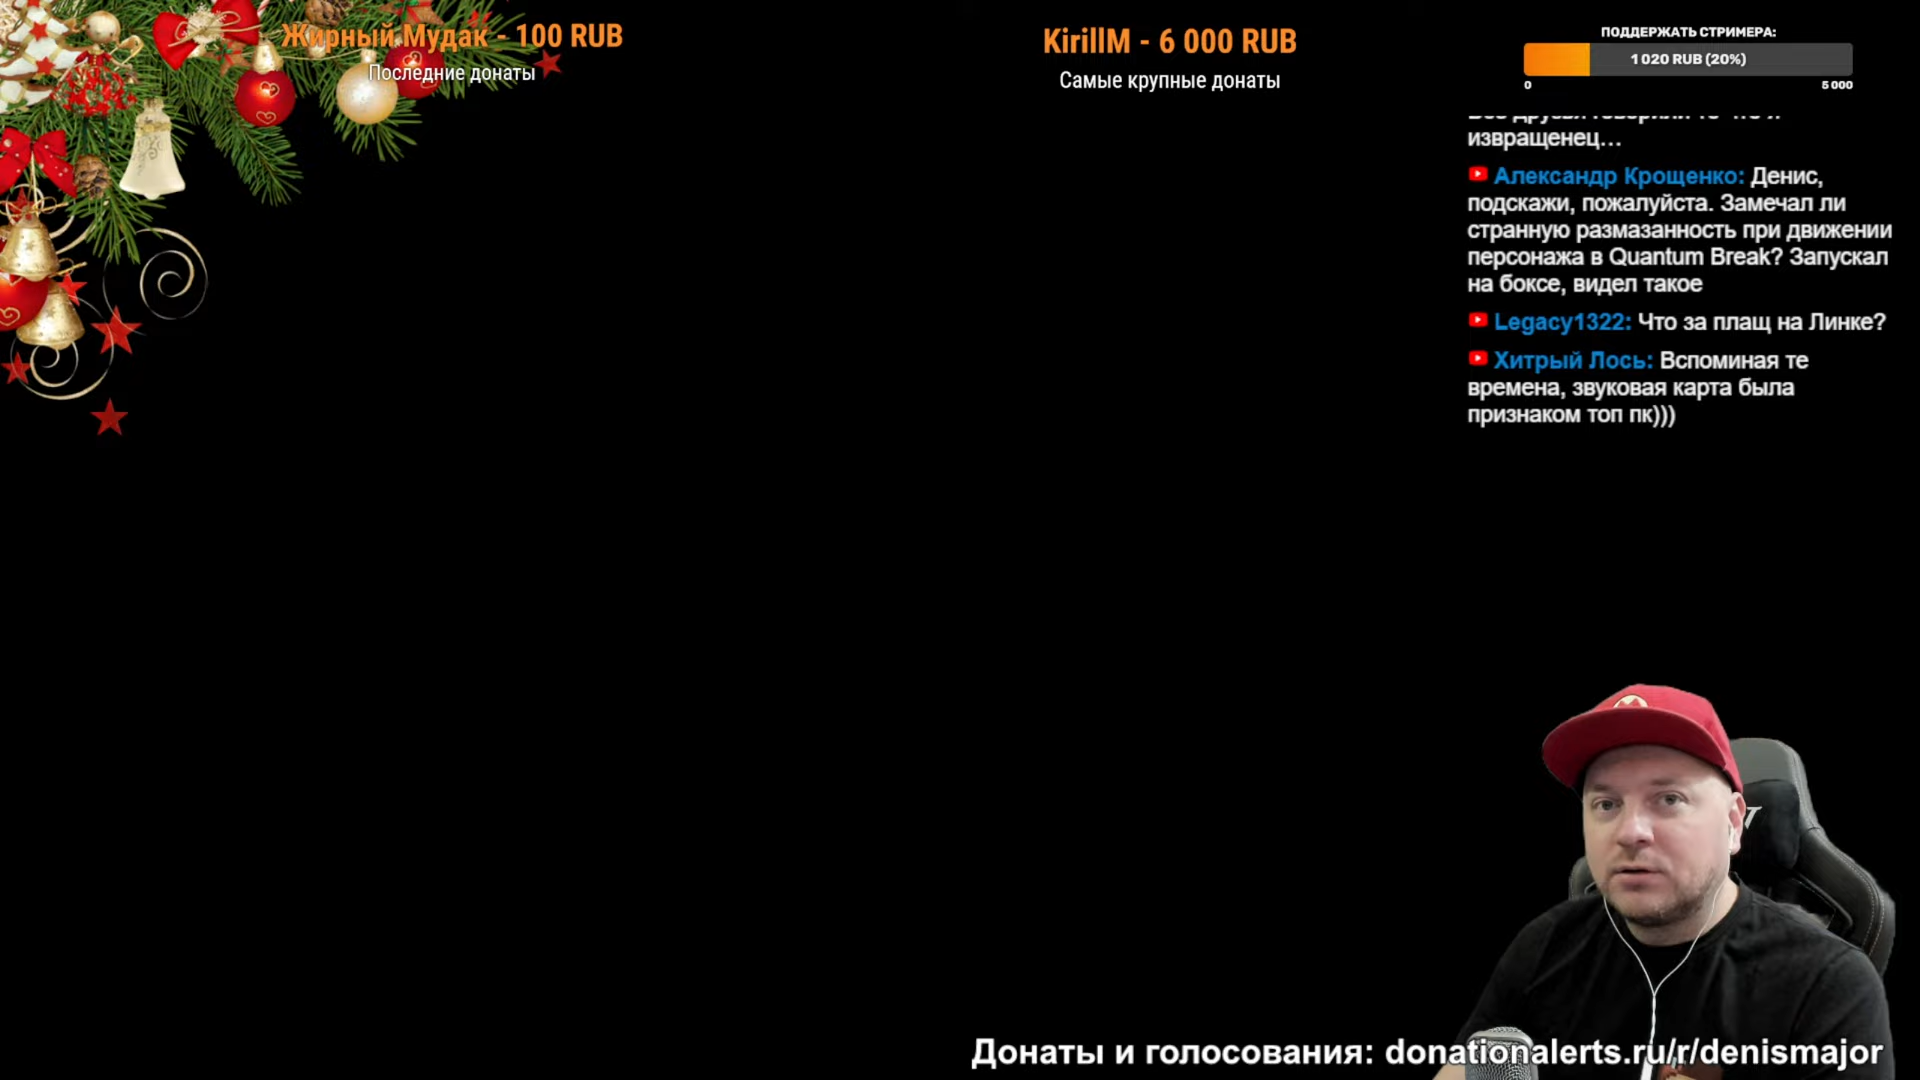 Жирный Мудак - 100 RUB
Последние донаты
KirillM - 6 000 RUB
Самые крупные донаты
ПОДДЕРЖАТЬ СТРИМЕРА:
1 020 RUB (20%)
0
5 000
извращенец…
Александр Крощенко: Денис,
подскажи, пожалуйста. Замечал ли
странную размазанность при движении
персонажа в Quantum Break? Запускал
на боксе, видел такое
Legacy1322: Что за плащ на Линке?
Хитрый Лось: Вспоминая те
времена, звуковая карта была
признаком топ пк)))
Донаты и голосования: donationalerts.ru/r/denismajor